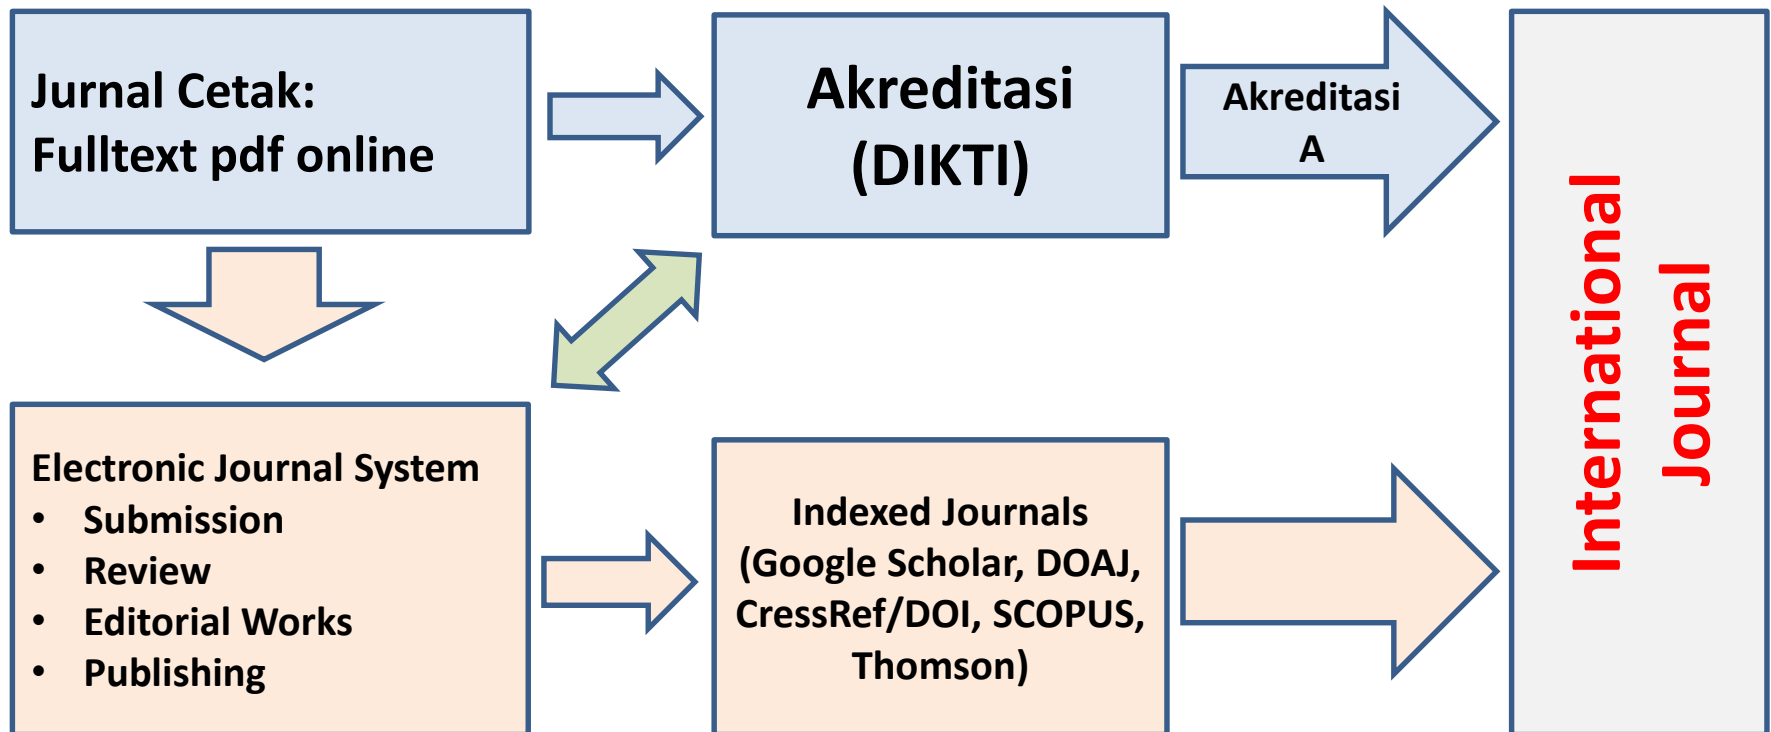 Jurnal Cetak:
Fulltext pdf online
Akreditasi
(DIKTI)
Akreditasi
A
International
Journal
Electronic Journal System
• Submission
• Review
• Editorial Works
• Publishing
Indexed Journals
(Google Scholar, DOAJ,
CressRef/DOI, SCOPUS,
Thomson)